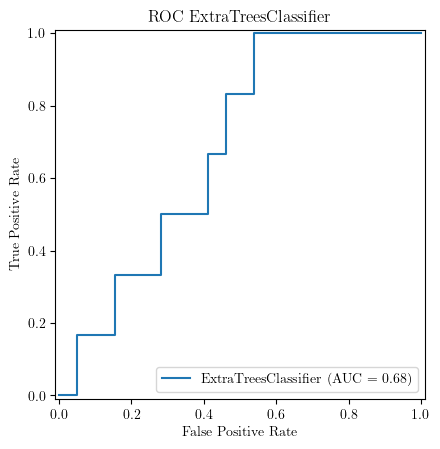 ROC ExtraTreesClassifier
1.0
0.8
0.6
0.4
0.2
0.0
True Positive Rate
ExtraTreesClassifier (AUC = 0.68)
0.0 0.2 0.4 0.6 0.8 1.0
False Positive Rate